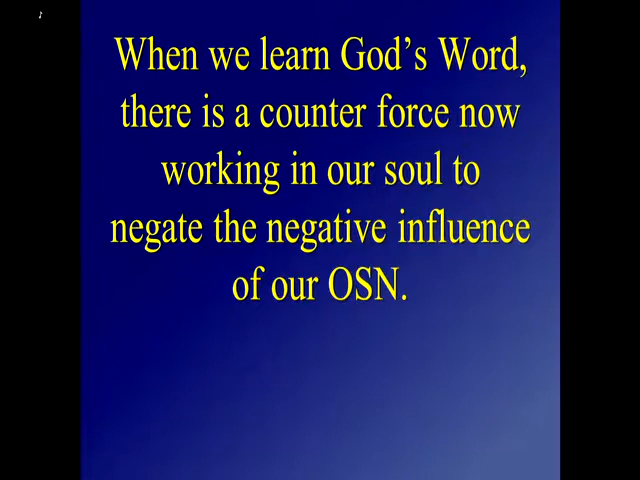 When we learn God’s Word,
there is a counter force now
working in our soul to
negate the negative influence
of our OSN.